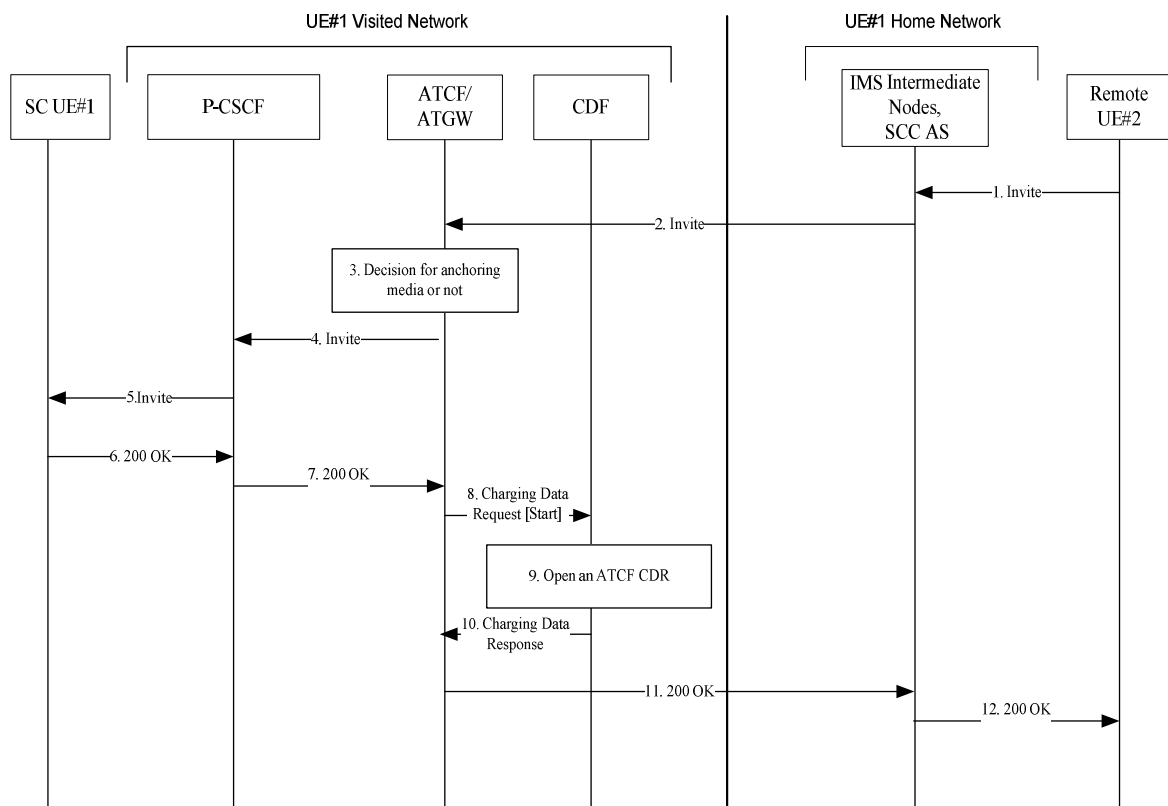 UE#1 Visited Network
UE#1 Home Network
SC UE#1
P-CSCF
ATCF/
ATGW
CDF
IMS Intermediate
Nodes,
SCC AS
Remote
UE#2
1. Invite
2. Invite
3. Decision for anchoring
media or not
4. Invite
5.Invite
6. 200 OK
7. 200 OK
8. Charging Data
Request [Start]
9. Open an ATCF CDR
10. Charging Data
Response
11. 200 OK
12. 200 OK